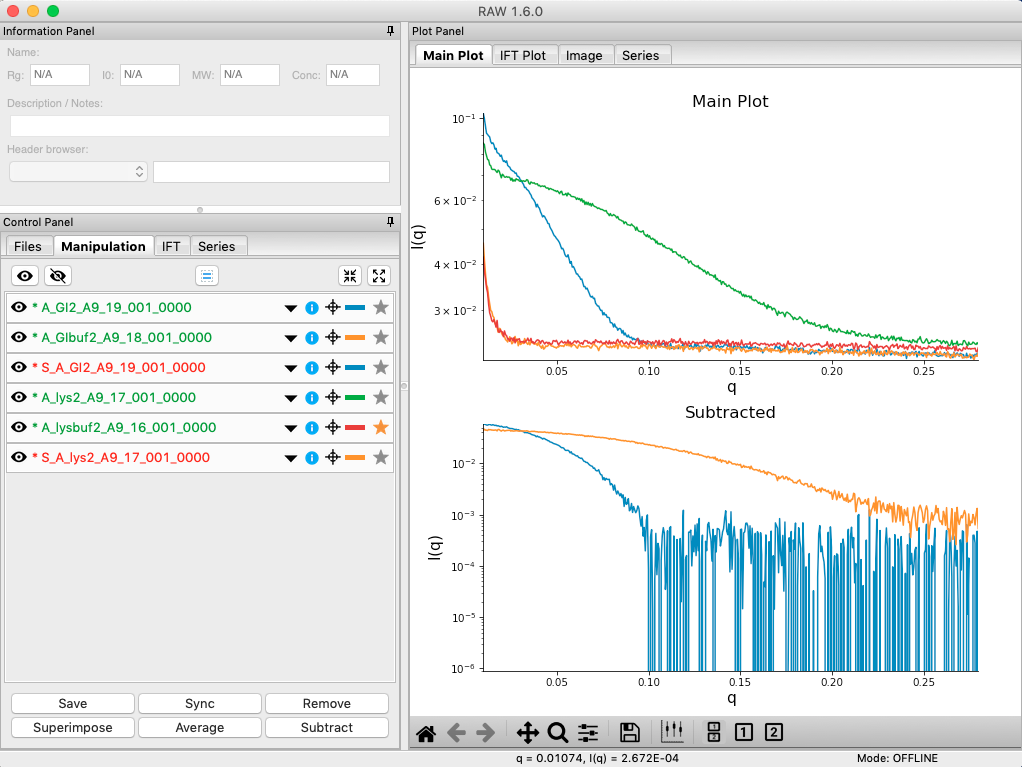 RAW 1.6.0
Information Panel
Name:
Rg: N/A I0: N/A MW: N/A Conc: N/A
Description / Notes:
Header browser:
Control Panel
Files Manipulation IFT Series
* A_GI2_A9_19_001_0000
* A_GIbuf2_A9_18_001_0000
* S_A_GI2_A9_19_001_0000
* A_lys2_A9_17_001_0000
* A_lysbuf2_A9_16_001_0000
* S_A_lys2_A9_17_001_0000
Save Sync Remove
Superimpose Average Subtract
Plot Panel
Main Plot IFT Plot Image Series
Main Plot
10⁻¹
6 × 10⁻²
4 × 10⁻²
3 × 10⁻²
I(q)
0.05 0.10 0.15 0.20 0.25
q
Subtracted
10⁻²
10⁻³
10⁻⁴
10⁻⁵
10⁻⁶
I(q)
0.05 0.10 0.15 0.20 0.25
q
1 2 1 2
q = 0.01074, I(q) = 2.672E-04 Mode: OFFLINE